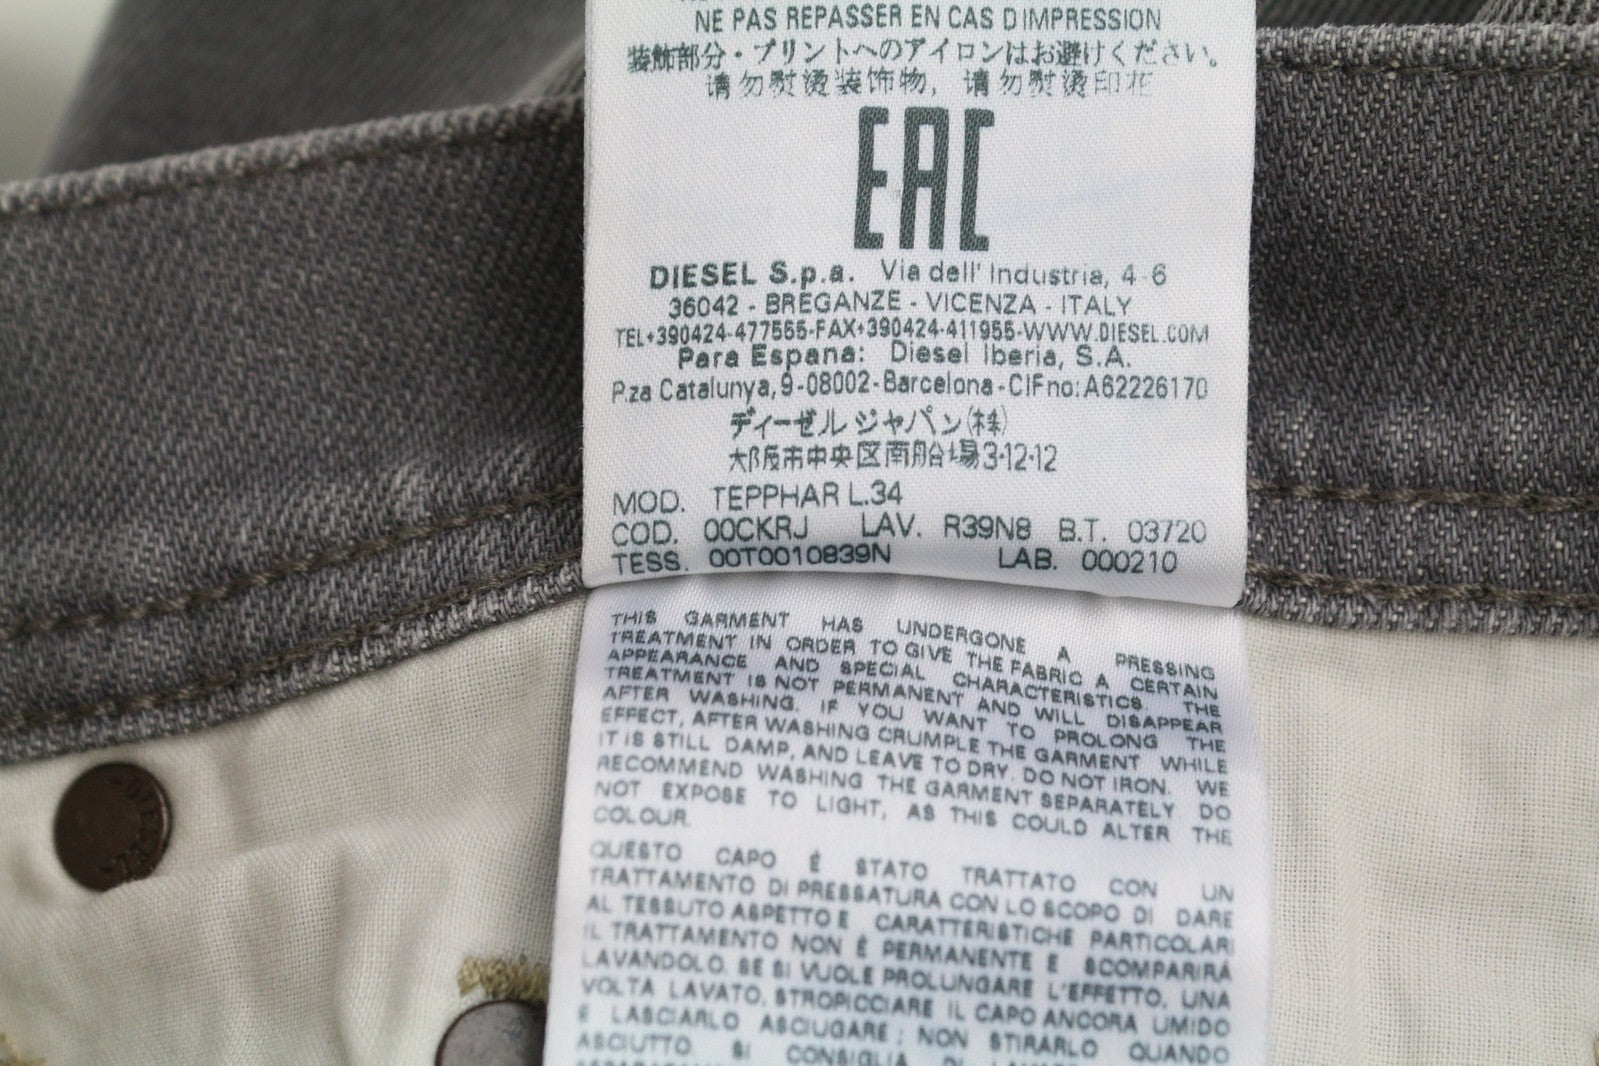 NE PAS REPASSER EN CAS D'IMPRESSION
装飾部分・プリントへのアイロンはお避けください。
请勿熨烫装饰物，请勿熨烫印花
EAC
DIESEL S.p.a. Via dell' Industria, 4-6
36042 - BREGANZE - VICENZA - ITALY
TEL+390424-477555-FAX+390424-411955-WWW.DIESEL.COM
Para Espana: Diesel Iberia, S.A.
P.za Catalunya, 9-08002-Barcelona-CIFno:A62226170
ディーゼル ジャパン(株)
大阪市中央区南船場3-12-12
MOD. TEPPHAR L.34
COD. 00CKRJ LAV. R39N8 B.T. 03720
TESS. 00T0010839N LAB. 000210
THIS GARMENT HAS UNDERGONE A PRESSING
TREATMENT IN ORDER TO GIVE THE FABRIC A CERTAIN
APPEARANCE AND SPECIAL CHARACTERISTICS. THE
TREATMENT IS NOT PERMANENT AND WILL DISAPPEAR
AFTER WASHING. IF YOU WANT TO PROLONG THE
EFFECT, AFTER WASHING CRUMPLE THE GARMENT WHILE
IT IS STILL DAMP, AND LEAVE TO DRY. DO NOT IRON. WE
RECOMMEND WASHING THE GARMENT SEPARATELY DO
NOT EXPOSE TO LIGHT, AS THIS COULD ALTER THE
COLOUR.
QUESTO CAPO É STATO TRATTATO CON UN
TRATTAMENTO DI PRESSATURA CON LO SCOPO DI DARE
AL TESSUTO ASPETTO E CARATTERISTICHE PARTICOLARI
IL TRATTAMENTO NON É PERMANENTE E SCOMPARIRÁ
LAVANDOLO. SE SI VUOLE PROLUNGARE L'EFFETTO, UNA
VOLTA LAVATO, STROPICCIARE IL CAPO ANCORA UMIDO
E LASCIARLO ASCIUGARE; NON STIRARLO QUANDO
ASCIUTTO. SI CONSIGLIA DI